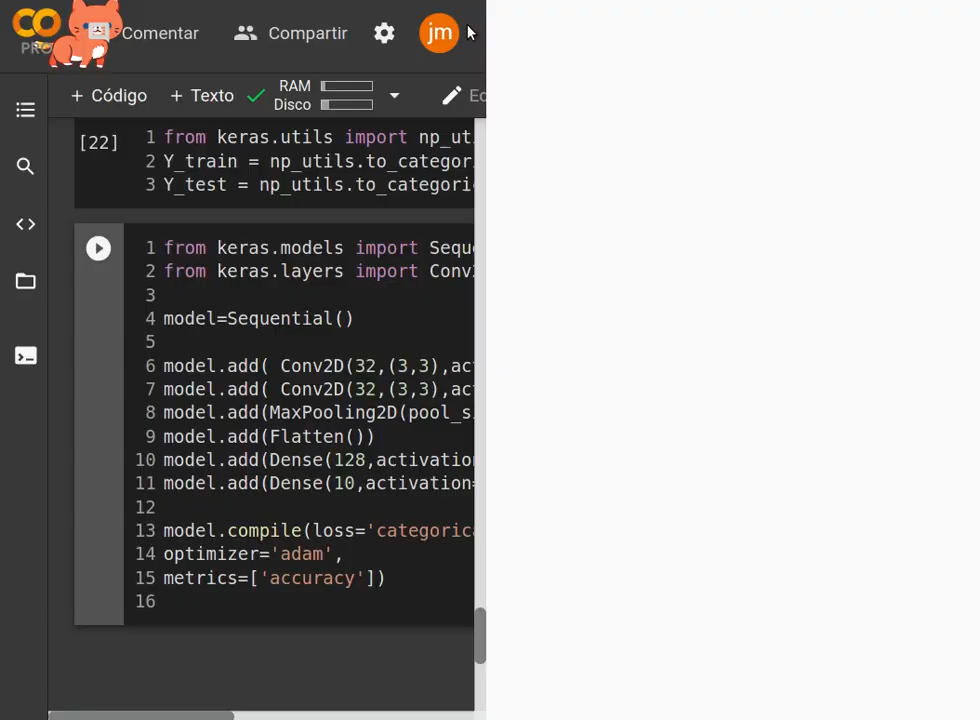 CO
PRO
Comentar
Compartir
jm
+ Código
+ Texto
RAM
Disco
[22]
1 from keras.utils import np_ut
2 Y_train = np_utils.to_categor
3 Y_test = np_utils.to_categori
1 from keras.models import Sequ
2 from keras.layers import Conv
3
4 model=Sequential()
5
6 model.add( Conv2D(32,(3,3),ac
7 model.add( Conv2D(32,(3,3),ac
8 model.add(MaxPooling2D(pool_s
9 model.add(Flatten())
10 model.add(Dense(128,activation
11 model.add(Dense(10,activation=
12
13 model.compile(loss='categorica
14 optimizer='adam',
15 metrics=['accuracy'])
16